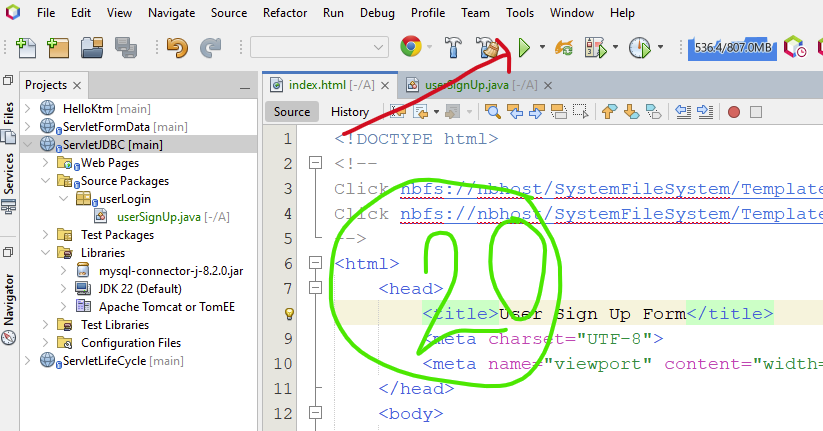 File Edit View Navigate Source Refactor Run Debug Profile Team Tools Window Help
536.4/807.0MB
Projects
index.html [-/A]
userSignUp.java [-/A]
Source History
Files
Services
Navigator
HelloKtm [main]
ServletFormData [main]
ServletJDBC [main]
Web Pages
Source Packages
userLogin
userSignUp.java [-/A]
Test Packages
Libraries
mysql-connector-j-8.2.0.jar
JDK 22 (Default)
Apache Tomcat or TomEE
Test Libraries
Configuration Files
ServletLifeCycle [main]
1 <!DOCTYPE html>
2 <!--
3 Click nbfs://nbhost/SystemFileSystem/Template
4 Click nbfs://nbhost/SystemFileSystem/Template
5 -->
6 <html>
7 <head>
<title>User Sign Up Form</title>
9 <meta charset="UTF-8">
10 <meta name="viewport" content="width=
11 </head>
12 <body>
20